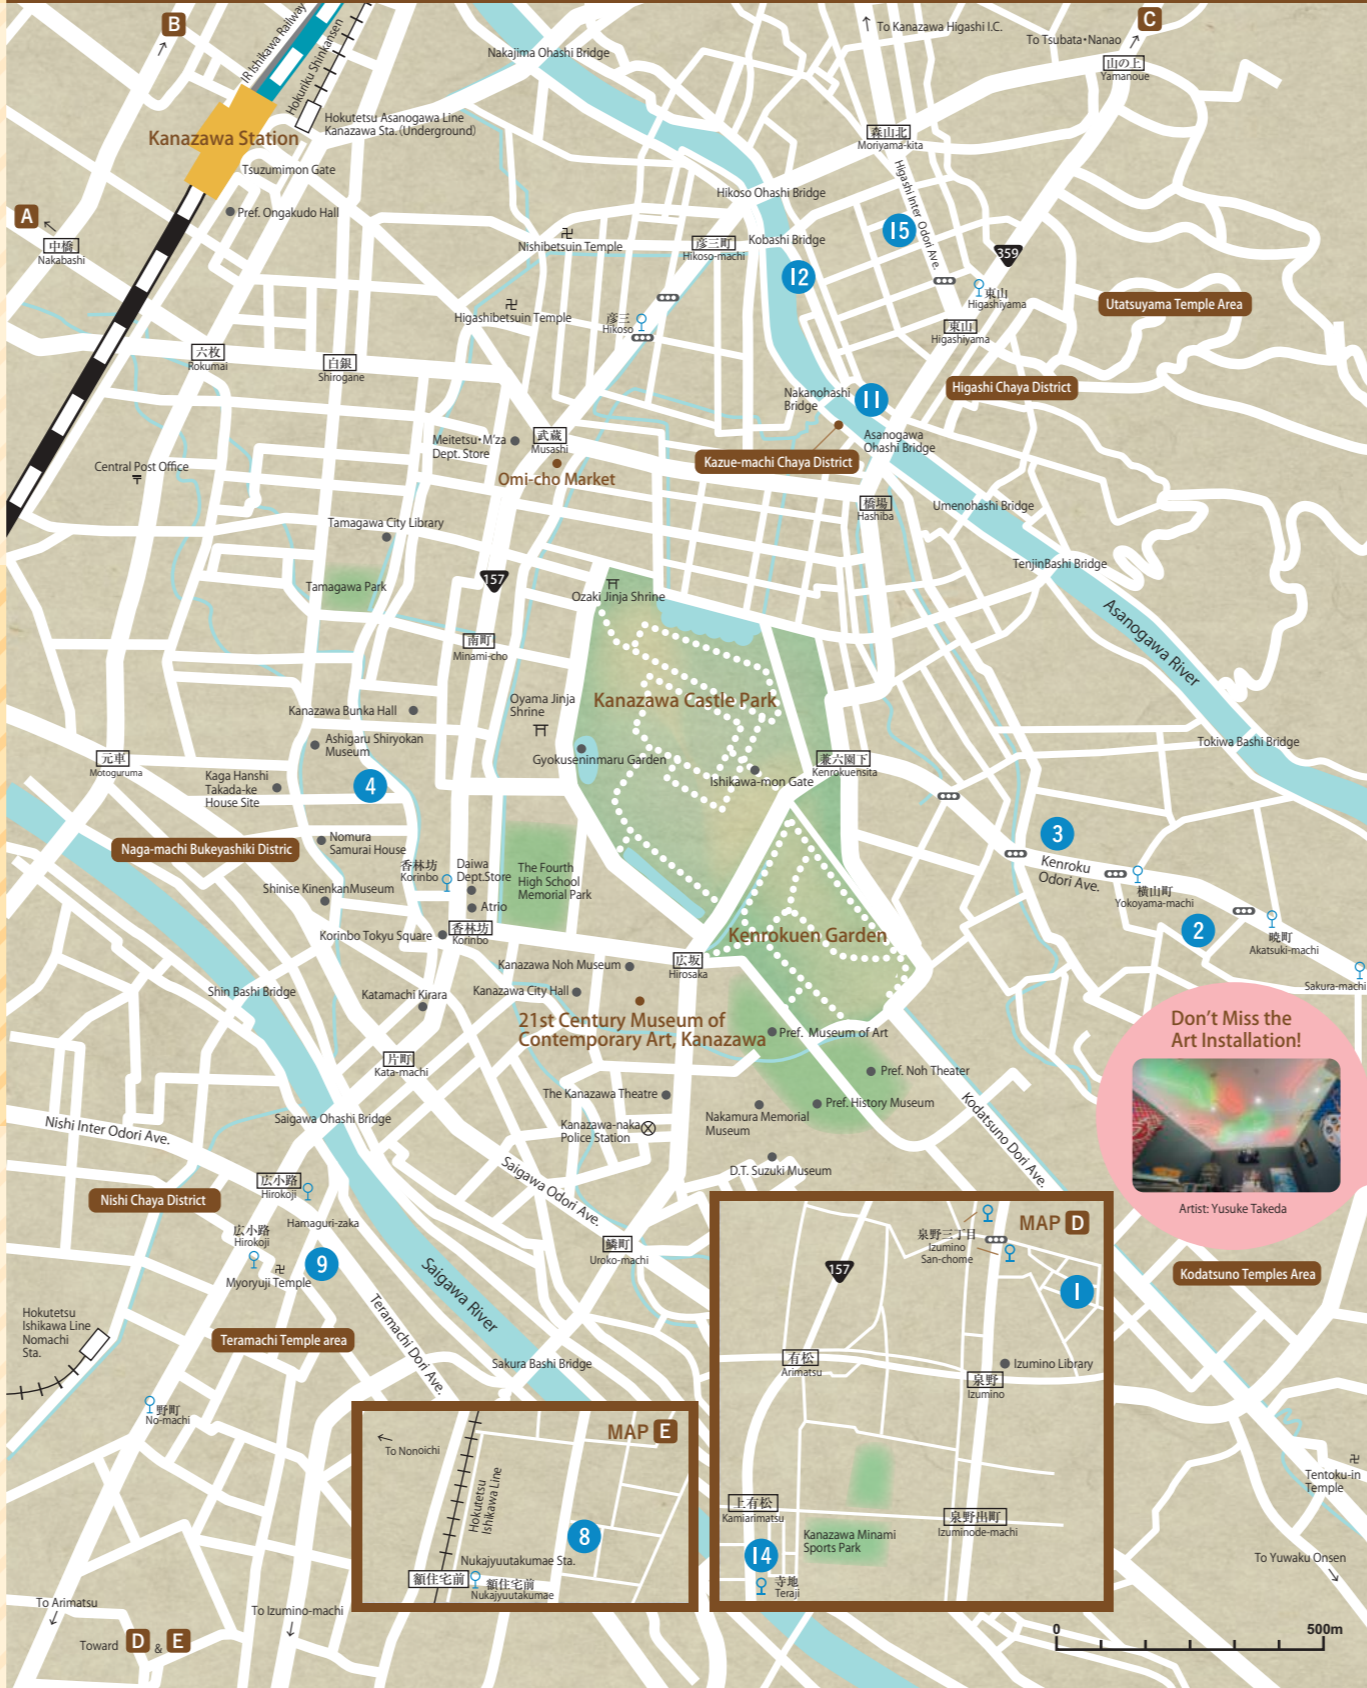 B
IR Ishikawa Railway
Hokuriku Shinkansen
Nakajima Ohashi Bridge
To Kanazawa Higashi I.C.
C
To Tsubata・Nanao
山の上
Yamanoue
Kanazawa Station
Hokutetsu Asanogawa Line
Kanazawa Sta. (Underground)
Tsuzumimon Gate
森山北
Moriyama-kita
Higashi Inter Odori Ave.
A
中橋
Nakabashi
Pref. Ongakudo Hall
Hikoso Ohashi Bridge
Nishibetsuin Temple
彦三町
Hikoso-machi
Kobashi Bridge
15
12
359
東山
Higashiyama
Utatsuyama Temple Area
Higashibetsuin Temple
彦三
Hikoso
東山
Higashiyama
六枚
Rokumai
白銀
Shirogane
Higashi Chaya District
Nakanohashi
Bridge
11
Asanogawa
Ohashi Bridge
Meitetsu・M'za
Dept. Store
武蔵
Musashi
Omi-cho Market
Kazue-machi Chaya District
Central Post Office
橋場
Hashiba
Umenohashi Bridge
Tamagawa City Library
TenjinBashi Bridge
Tamagawa Park
157
Ozaki Jinja Shrine
Asanogawa River
南町
Minami-cho
Kanazawa Castle Park
Oyama Jinja
Shrine
Kanazawa Bunka Hall
Ashigaru Shiryokan
Museum
Gyokuseninmaru Garden
Ishikawa-mon Gate
兼六園下
Kenrokuensita
Tokiwa Bashi Bridge
元車
Motoguruma
Kaga Hanshi
Takada-ke
House Site
4
Naga-machi Bukeyashiki Distric
Nomura
Samurai House
3
Kenroku
Odori Ave.
横山町
Yokoyama-machi
2
暁町
Akatsuki-machi
Sakura-machi
香林坊
Korinbo
Daiwa
Dept.Store
Atrio
The Fourth
High School
Memorial Park
Shinise KinenkanMuseum
Korinbo Tokyu Square
香林坊
Korinbo
Kenrokuen Garden
広坂
Hirosaka
Kanazawa Noh Museum
Kanazawa City Hall
Shin Bashi Bridge
Katamachi Kirara
21st Century Museum of
Contemporary Art, Kanazawa
Pref. Museum of Art
片町
Kata-machi
Pref. Noh Theater
The Kanazawa Theatre
Nakamura Memorial
Museum
Pref. History Museum
Kodatsuno Dori Ave.
Don't Miss the
Art Installation!
Artist: Yusuke Takeda
Kanazawa-naka
Police Station
D.T. Suzuki Museum
Nishi Inter Odori Ave.
Saigawa Ohashi Bridge
Saigawa Odori Ave.
広小路
Hirokoji
Nishi Chaya District
Hamaguri-zaka
広小路
Hirokoji
Myoryuji Temple
9
Saigawa River
鱗町
Uroko-machi
Kodatsuno Temples Area
Hokutetsu
Ishikawa Line
Nomachi
Sta.
Teramachi Temple area
Teramachi Dori Ave.
Sakura Bashi Bridge
野町
No-machi
MAP D
泉野三丁目
Izumino
San-chome
157
1
有松
Arimatsu
Izumino Library
泉野
Izumino
上有松
Kamiarimatsu
泉野出町
Izuminode-machi
Kanazawa Minami
Sports Park
14
寺地
Teraji
MAP E
To Nonoichi
Hokutetsu
Ishikawa Line
8
Nukajyuutakumae Sta.
額住宅前
額住宅前
Nukajyuutakumae
Tentoku-in
Temple
To Yuwaku Onsen
To Arimatsu
To Izumino-machi
Toward D & E
0
500m